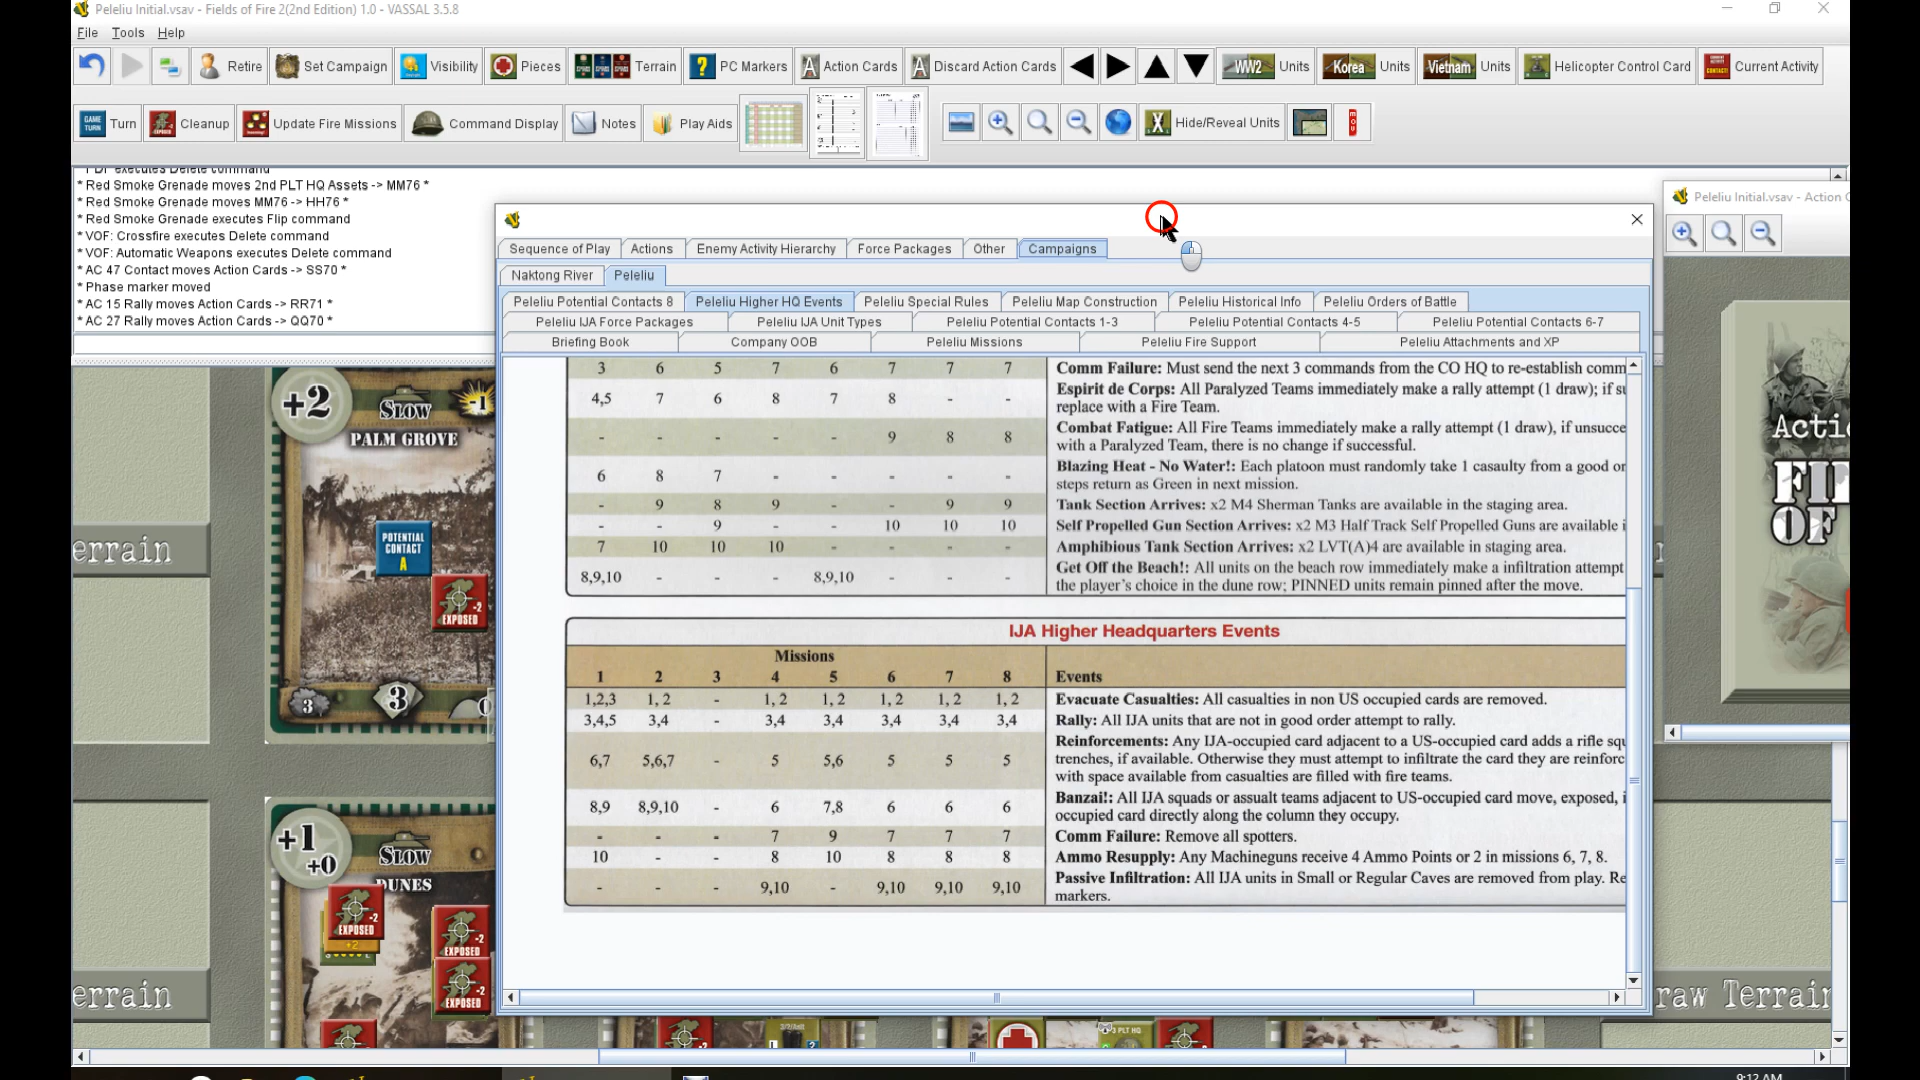 Peleliu Initial.vsav - Fields of Fire 2(2nd Edition) 1.0 - VASSAL 3.5.8
File Tools Help
Retire Set Campaign Visibility Pieces Terrain PC Markers Action Cards Discard Action Cards WW2 Units Korea Units Vietnam Units Helicopter Control Card Current Activity
GAME TURN Turn Cleanup Update Fire Missions Command Display Notes Play Aids Hide/Reveal Units
* Red Smoke Grenade moves 2nd PLT HQ Assets -> MM76 *
* Red Smoke Grenade moves MM76 -> HH76 *
* Red Smoke Grenade executes Flip command
* VOF: Crossfire executes Delete command
* VOF: Automatic Weapons executes Delete command
* AC 47 Contact moves Action Cards -> SS70 *
* Phase marker moved
* AC 15 Rally moves Action Cards -> RR71 *
* AC 27 Rally moves Action Cards -> QQ70 *
Peleliu Initial.vsav - Action C
Sequence of Play Actions Enemy Activity Hierarchy Force Packages Other Campaigns
Naktong River Peleliu
Peleliu Potential Contacts 8 Peleliu Higher HQ Events Peleliu Special Rules Peleliu Map Construction Peleliu Historical Info Peleliu Orders of Battle
Peleliu IJA Force Packages Peleliu IJA Unit Types Peleliu Potential Contacts 1-3 Peleliu Potential Contacts 4-5 Peleliu Potential Contacts 6-7
Briefing Book Company OOB Peleliu Missions Peleliu Fire Support Peleliu Attachments and XP
3 6 5 7 6 7 7 7 Comm Failure: Must send the next 3 commands from the CO HQ to re-establish comm
4,5 7 6 8 7 8 - - Espirit de Corps: All Paralyzed Teams immediately make a rally attempt (1 draw); if su
replace with a Fire Team.
- - - - - 9 8 8 Combat Fatigue: All Fire Teams immediately make a rally attempt (1 draw), if unsucce
with a Paralyzed Team, there is no change if successful.
6 8 7 - - - - - Blazing Heat - No Water!: Each platoon must randomly take 1 casaulty from a good or
steps return as Green in next mission.
- 9 8 9 - - 9 9 Tank Section Arrives: x2 M4 Sherman Tanks are available in the staging area.
- - 9 - - 10 10 10 Self Propelled Gun Section Arrives: x2 M3 Half Track Self Propelled Guns are available i
7 10 10 10 - - - - Amphibious Tank Section Arrives: x2 LVT(A)4 are available in staging area.
8,9,10 - - - 8,9,10 - - - Get Off the Beach!: All units on the beach row immediately make a infiltration attempt
the player's choice in the dune row; PINNED units remain pinned after the move.
IJA Higher Headquarters Events
Missions
1 2 3 4 5 6 7 8 Events
1,2,3 1, 2 - 1, 2 1, 2 1, 2 1, 2 1, 2 Evacuate Casualties: All casualties in non US occupied cards are removed.
3,4,5 3,4 - 3,4 3,4 3,4 3,4 3,4 Rally: All IJA units that are not in good order attempt to rally.
6,7 5,6,7 - 5 5,6 5 5 5 Reinforcements: Any IJA-occupied card adjacent to a US-occupied card adds a rifle squ
trenches, if available. Otherwise they must attempt to infiltrate the card they are reinforc
with space available from casualties are filled with fire teams.
8,9 8,9,10 - 6 7,8 6 6 6 Banzai!: All IJA squads or assualt teams adjacent to US-occupied card move, exposed, i
occupied card directly along the column they occupy.
- - - 7 9 7 7 7 Comm Failure: Remove all spotters.
10 - - 8 10 8 8 8 Ammo Resupply: Any Machineguns receive 4 Ammo Points or 2 in missions 6, 7, 8.
- - - 9,10 - 9,10 9,10 9,10 Passive Infiltration: All IJA units in Small or Regular Caves are removed from play. Re
markers.
+2 SLOW -1
PALM GROVE
POTENTIAL CONTACT A
-2 EXPOSED
3 3 0
errain
+1 +0 SLOW
DUNES
-2 EXPOSED
+2
-2 EXPOSED
-2 EXPOSED
errain
raw Terrain
Actio
FI
OF
3 PLT HQ
9:12 AM